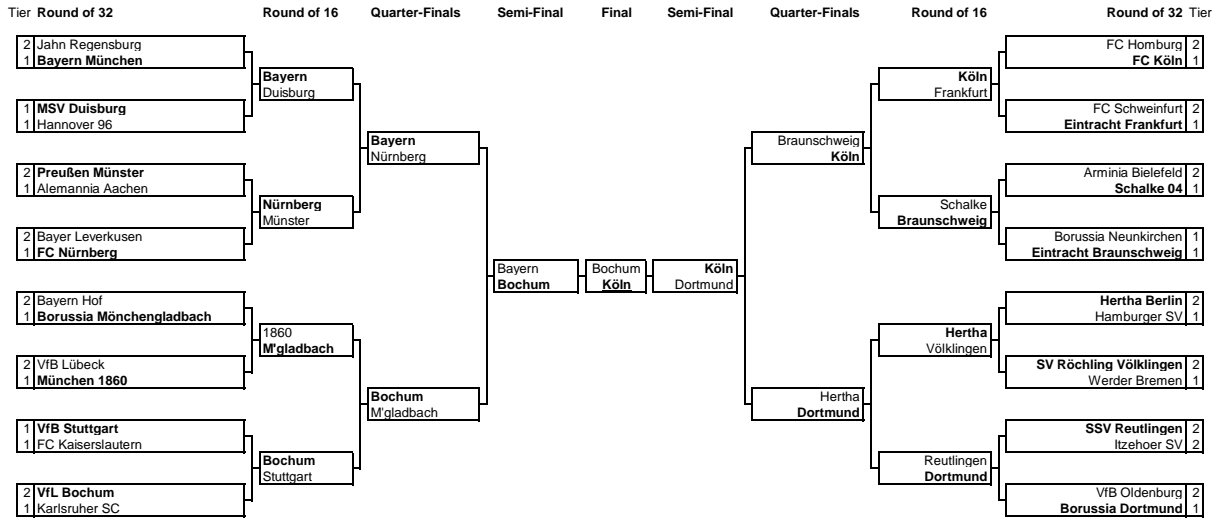 Tier Round of 32 Round of 16 Quarter-Finals Semi-Final Final Semi-Final Quarter-Finals Round of 16 Round of 32 Tier
2 Jahn Regensburg
1 Bayern München
1 MSV Duisburg
1 Hannover 96
2 Preußen Münster
1 Alemannia Aachen
2 Bayer Leverkusen
1 FC Nürnberg
2 Bayern Hof
1 Borussia Mönchengladbach
2 VfB Lübeck
1 München 1860
1 VfB Stuttgart
1 FC Kaiserslautern
2 VfL Bochum
1 Karlsruher SC
Bayern
Duisburg
Nürnberg
Münster
1860
M'gladbach
Bochum
Stuttgart
Bayern
Nürnberg
Bochum
M'gladbach
Bayern
Bochum
Bochum
Köln
Köln
Dortmund
Braunschweig
Köln
Hertha
Dortmund
Köln
Frankfurt
Schalke
Braunschweig
Hertha
Völklingen
Reutlingen
Dortmund
FC Homburg 2
FC Köln 1
FC Schweinfurt 2
Eintracht Frankfurt 1
Arminia Bielefeld 2
Schalke 04 1
Borussia Neunkirchen 1
Eintracht Braunschweig 1
Hertha Berlin 2
Hamburger SV 1
SV Röchling Völklingen 2
Werder Bremen 1
SSV Reutlingen 2
Itzehoer SV 2
VfB Oldenburg 2
Borussia Dortmund 1